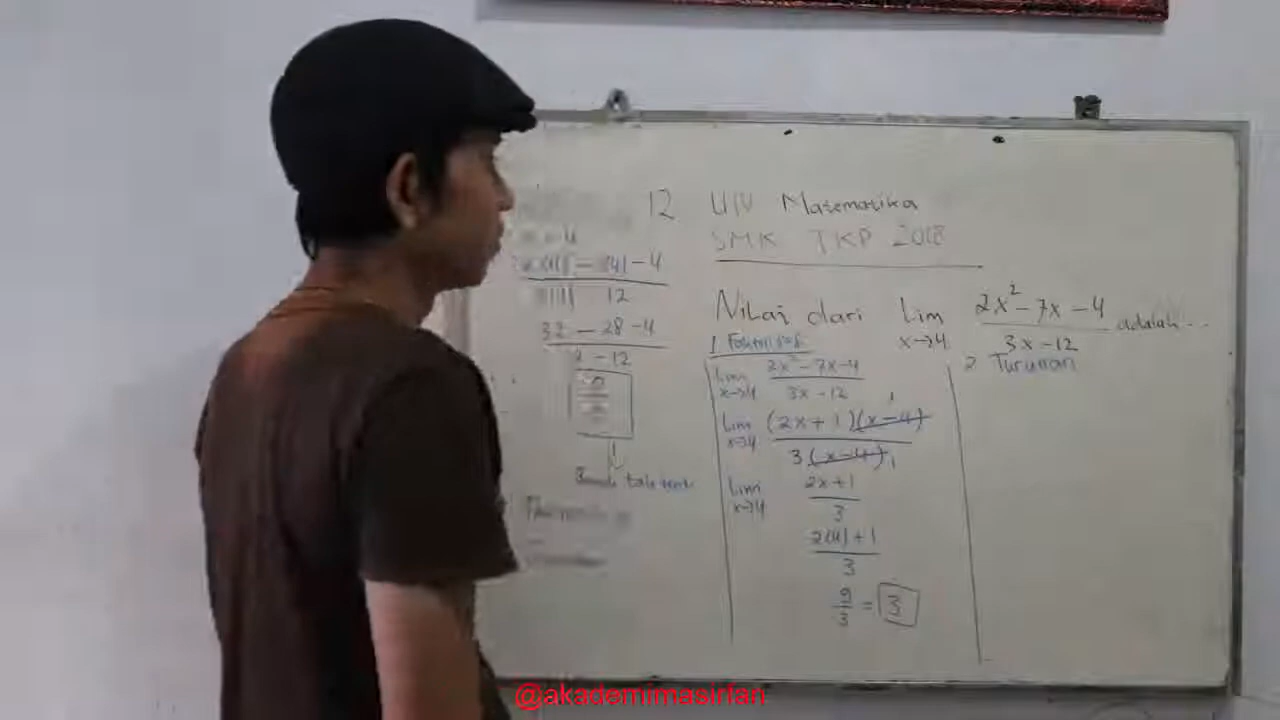 12 UN Matematika
SMK TKP 2018
Nilai dari Lim x→4 (2x² - 7x - 4)/(3x - 12) adalah ...
32 - 28 - 4
- 12
1. Faktorisasi
Lim x→4 (2x² - 7x - 4)/(3x - 12)
Lim x→4 (2x + 1)(x - 4)/3(x - 4)
Lim x→4 (2x + 1)/3
(2(4) + 1)/3
9/3 = 3
2. Turunan
@akademimasirfan